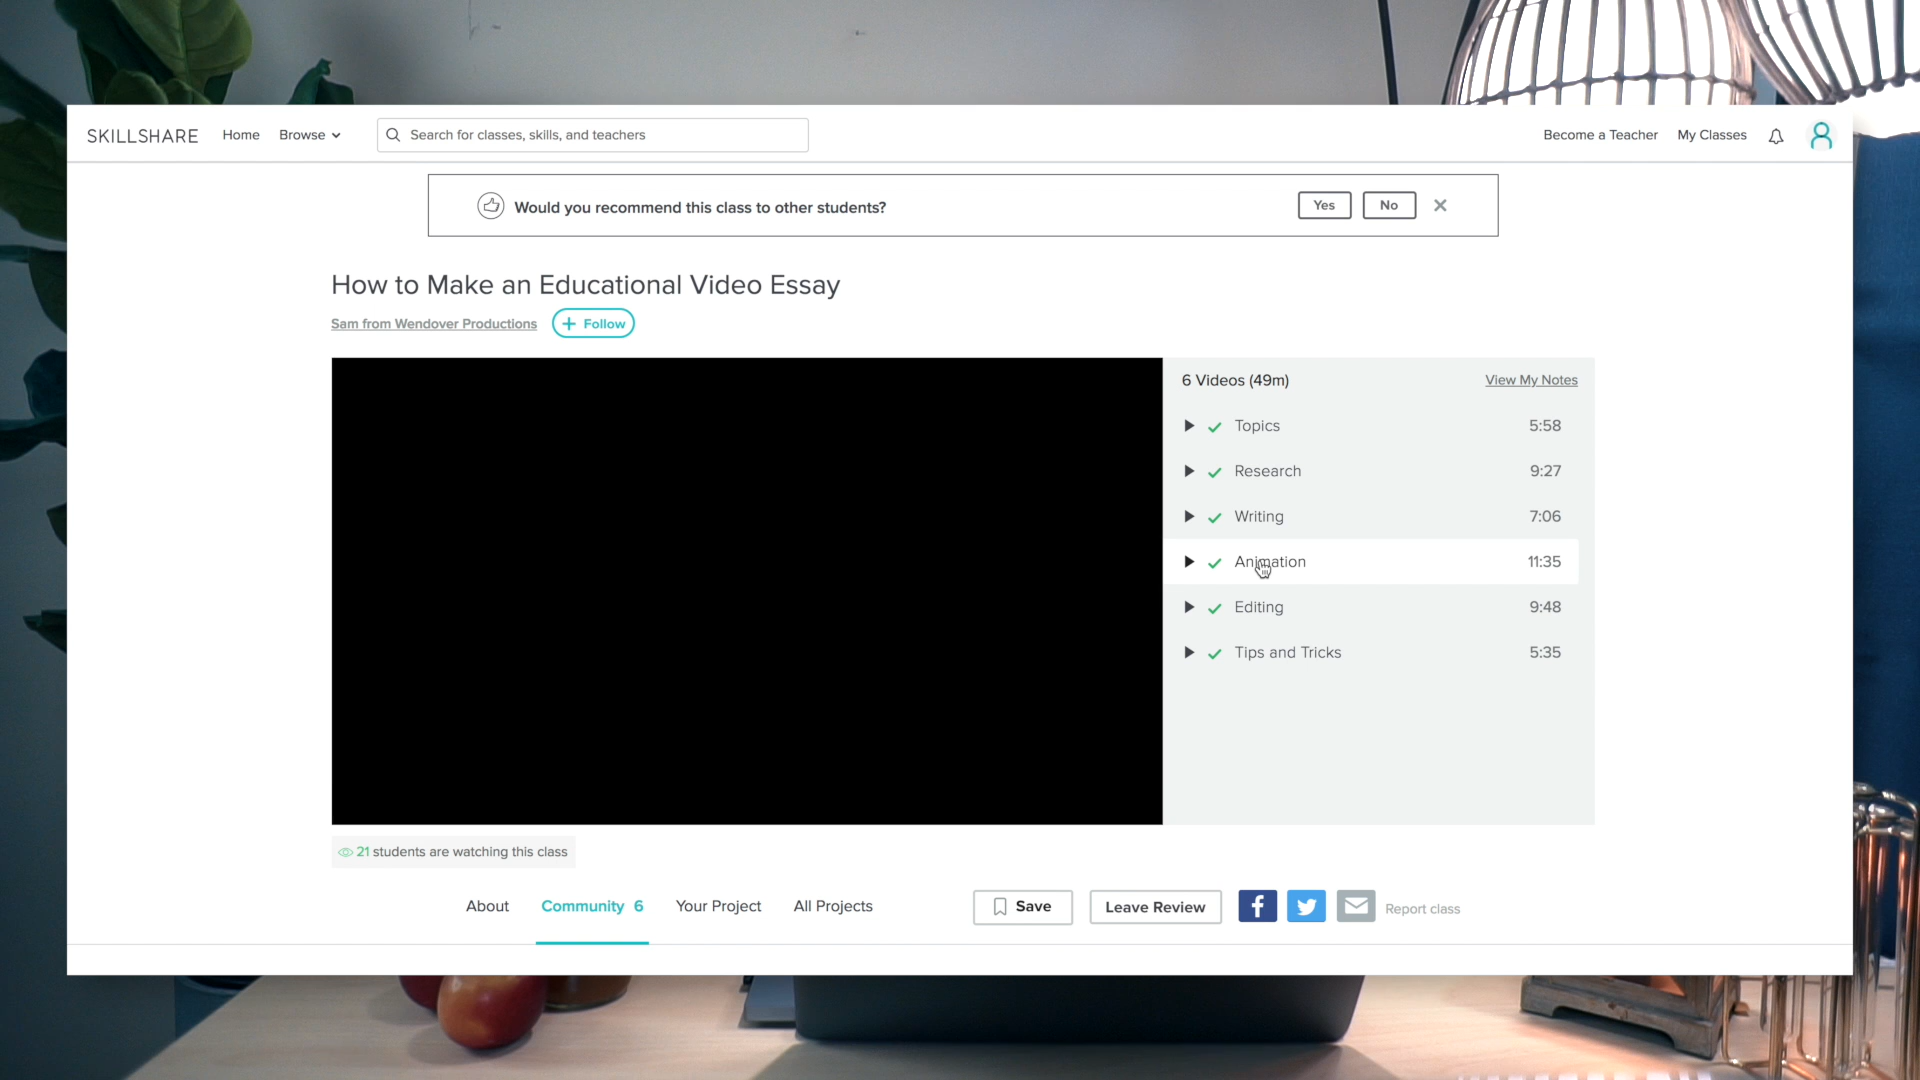 SKILLSHARE Home Browse Search for classes, skills, and teachers Become a Teacher My Classes
Would you recommend this class to other students? Yes No
How to Make an Educational Video Essay
Sam from Wendover Productions + Follow
6 Videos (49m) View My Notes
Topics 5:58
Research 9:27
Writing 7:06
Animation 11:35
Editing 9:48
Tips and Tricks 5:35
21 students are watching this class
About Community 6 Your Project All Projects Save Leave Review Report class